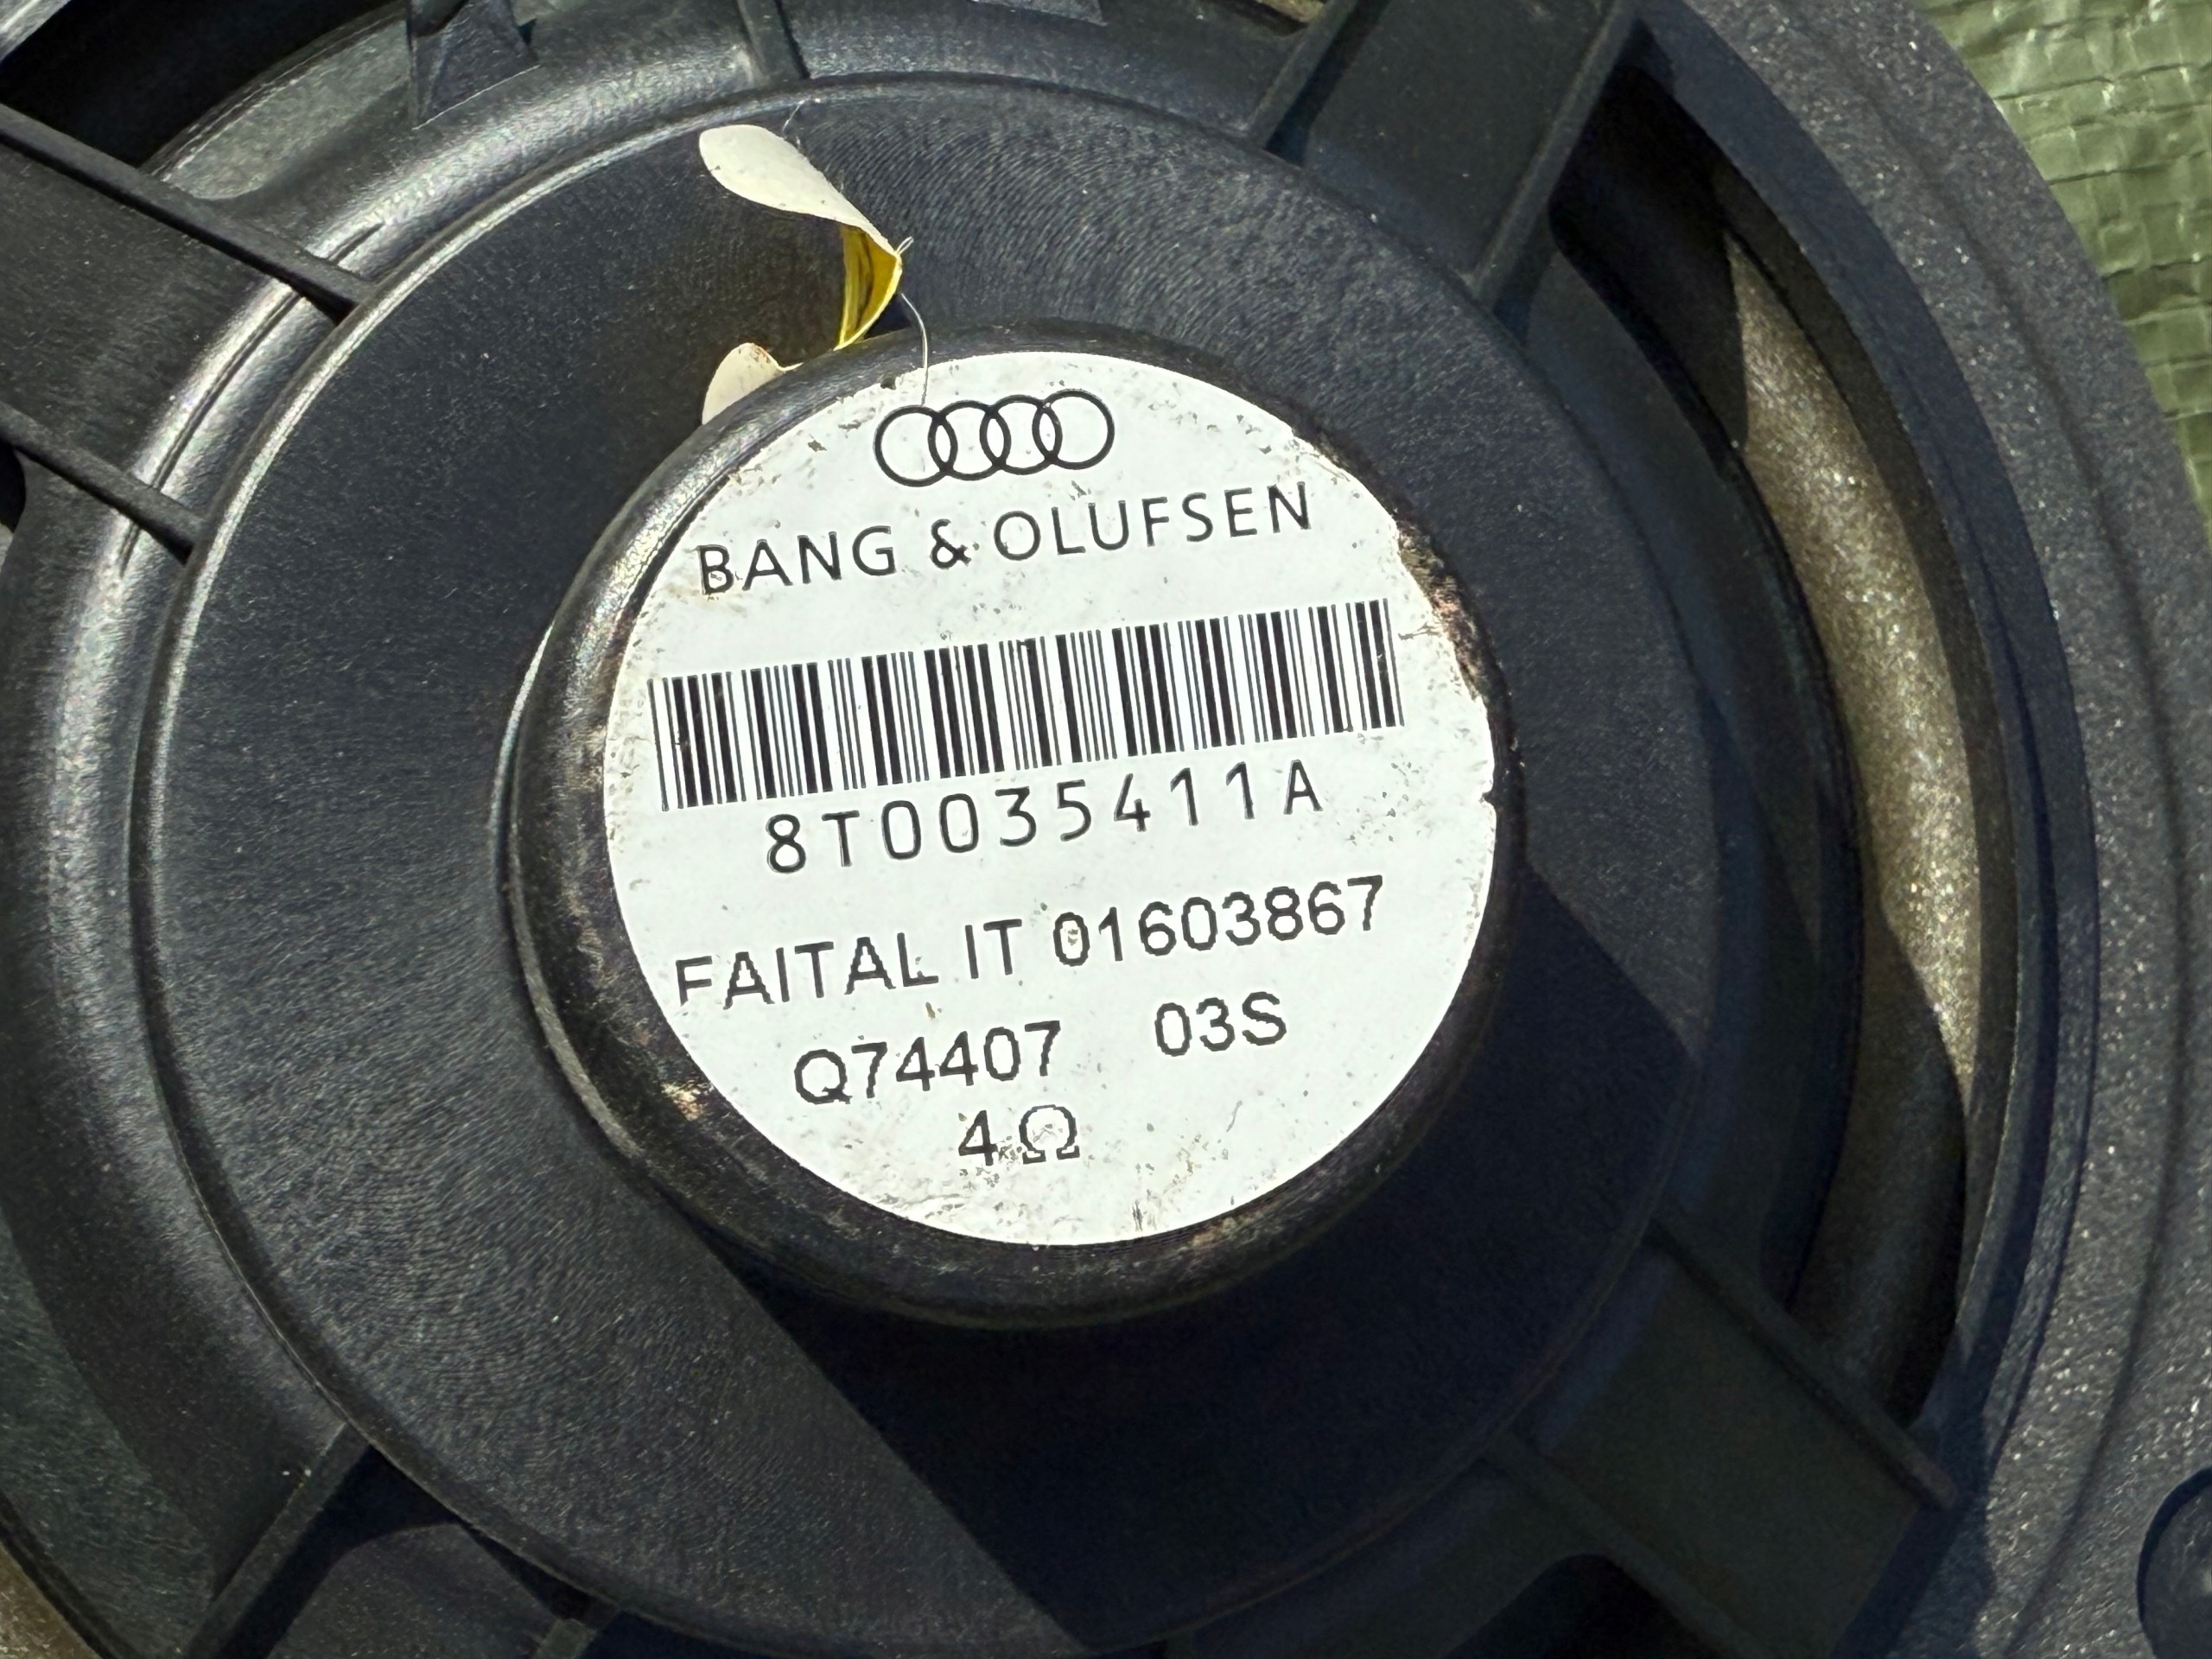 BANG & OLUFSEN
8T0035411A
FAITAL IT 01603867
Q74407 03S
4Ω